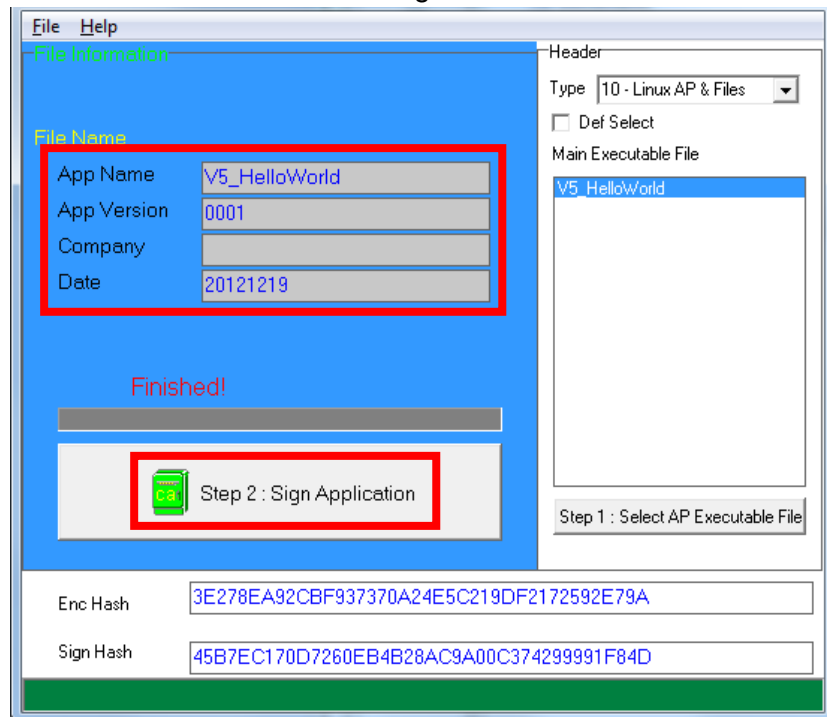 File Help
File Information
File Name
App Name V5_HelloWorld
App Version 0001
Company
Date 20121219
Finished!
ca1
Step 2 : Sign Application
Header
Type 10 - Linux AP & Files
Def Select
Main Executable File
V5_HelloWorld
Step 1 : Select AP Executable File
Enc Hash 3E278EA92CBF937370A24E5C219DF2172592E79A
Sign Hash 45B7EC170D7260EB4B28AC9A00C374299991F84D